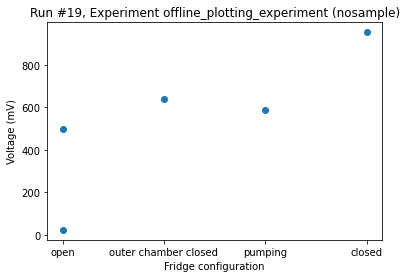 Run #19, Experiment offline_plotting_experiment (nosample)
Voltage (mV)
800
600
400
200
0
open
outer chamber closed
pumping
closed
Fridge configuration